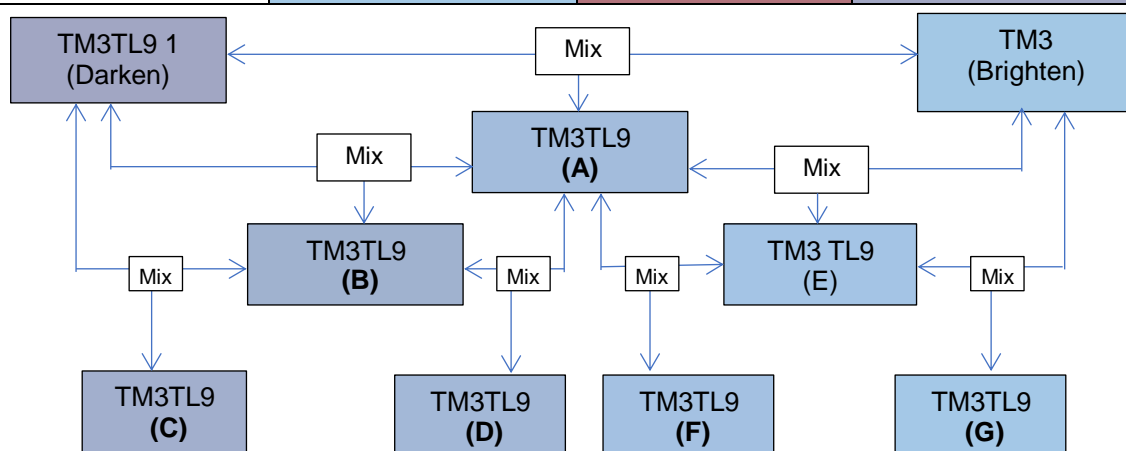 TM3TL9 1
(Darken)
Mix
TM3
(Brighten)
TM3TL9
(A)
Mix
Mix
TM3TL9
(B)
TM3 TL9
(E)
Mix
Mix
Mix
Mix
TM3TL9
(C)
TM3TL9
(D)
TM3TL9
(F)
TM3TL9
(G)